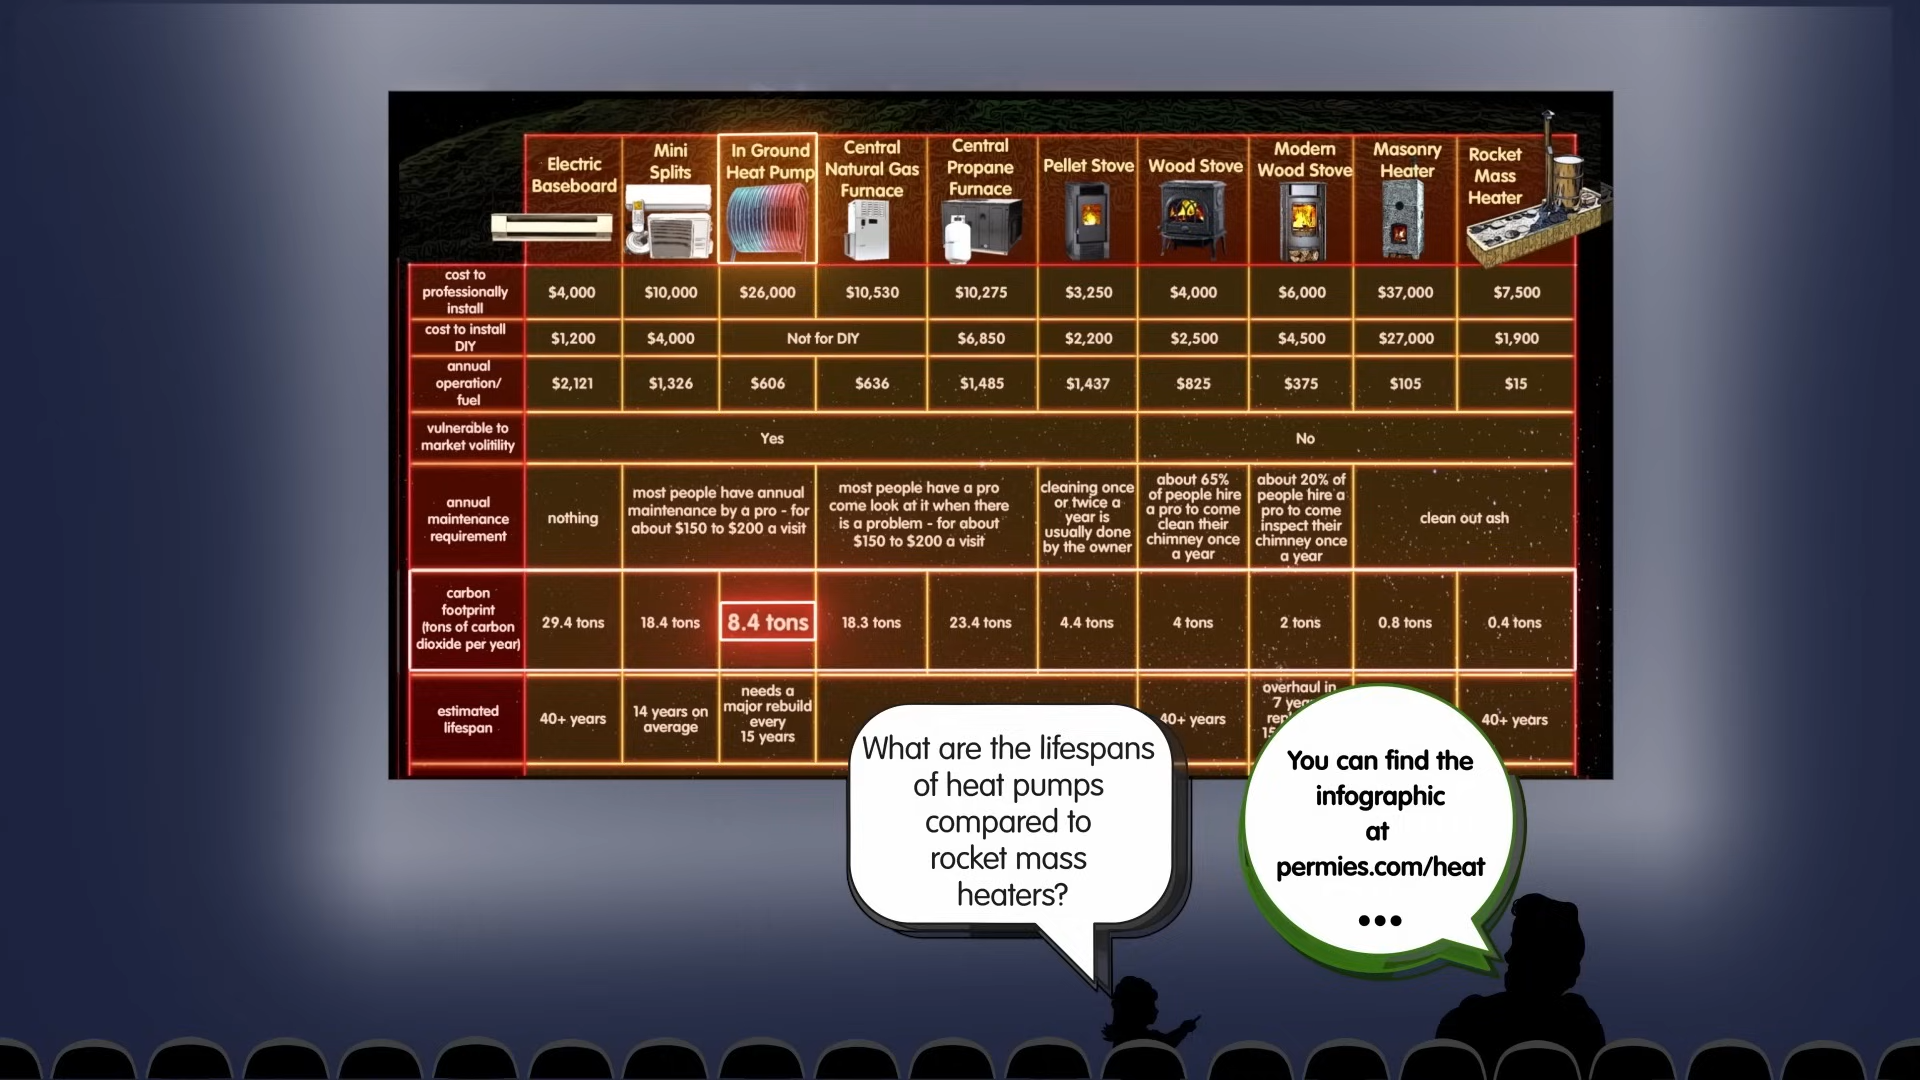 Electric
Baseboard
Mini
Splits
In Ground
Heat Pump
Central
Natural Gas
Furnace
Central
Propane
Furnace
Pellet Stove
Wood Stove
Modern
Wood Stove
Masonry
Heater
Rocket
Mass
Heater
cost to
professionally
install
$4,000
$10,000
$26,000
$10,530
$10,275
$3,250
$4,000
$6,000
$37,000
$7,500
cost to install
DIY
$1,200
$4,000
Not for DIY
$6,850
$2,200
$2,500
$4,500
$27,000
$1,900
annual
operation/
fuel
$2,121
$1,326
$606
$636
$1,485
$1,437
$825
$375
$105
$15
vulnerable to
market volitility
Yes
No
annual
maintenance
requirement
nothing
most people have annual
maintenance by a pro - for
about $150 to $200 a visit
most people have a pro
come look at it when there
is a problem - for about
$150 to $200 a visit
cleaning once
or twice a
year is
usually done
by the owner
about 65%
of people hire
a pro to come
clean their
chimney once
a year
about 20% of
people hire a
pro to come
inspect their
chimney once
a year
clean out ash
carbon
footprint
(tons of carbon
dioxide per year)
29.4 tons
18.4 tons
8.4 tons
18.3 tons
23.4 tons
4.4 tons
4 tons
2 tons
0.8 tons
0.4 tons
estimated
lifespan
40+ years
14 years on
average
needs a
major rebuild
every
15 years
40+ years
overhaul in
7
40+ years
What are the lifespans
of heat pumps
compared to
rocket mass
heaters?
You can find the
infographic
at
permies.com/heat
...